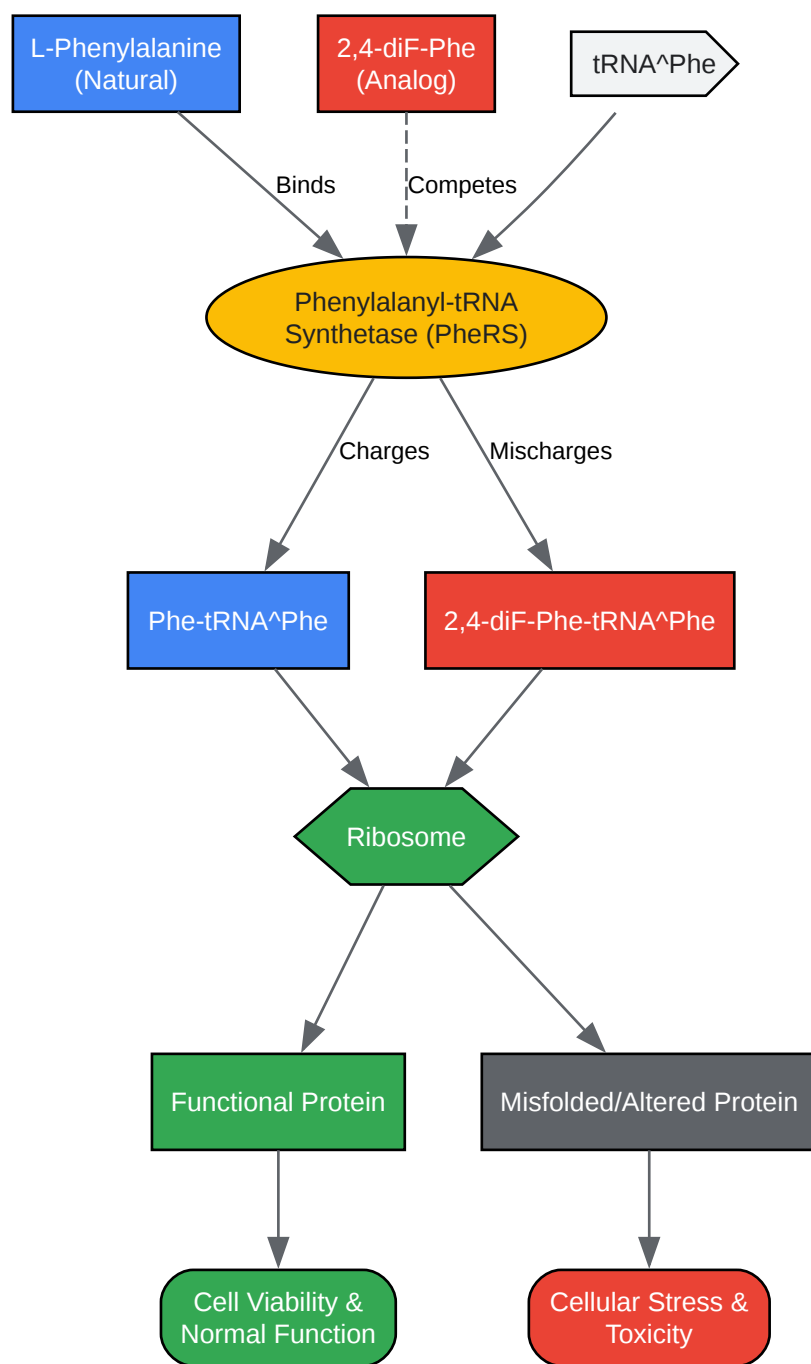 L-Phenylalanine
(Natural)
2,4-diF-Phe
(Analog)
tRNA^Phe
Binds
Competes
Phenylalanyl-tRNA
Synthetase (PheRS)
Charges
Mischarges
Phe-tRNA^Phe
2,4-diF-Phe-tRNA^Phe
Ribosome
Functional Protein
Misfolded/Altered Protein
Cell Viability &
Normal Function
Cellular Stress &
Toxicity